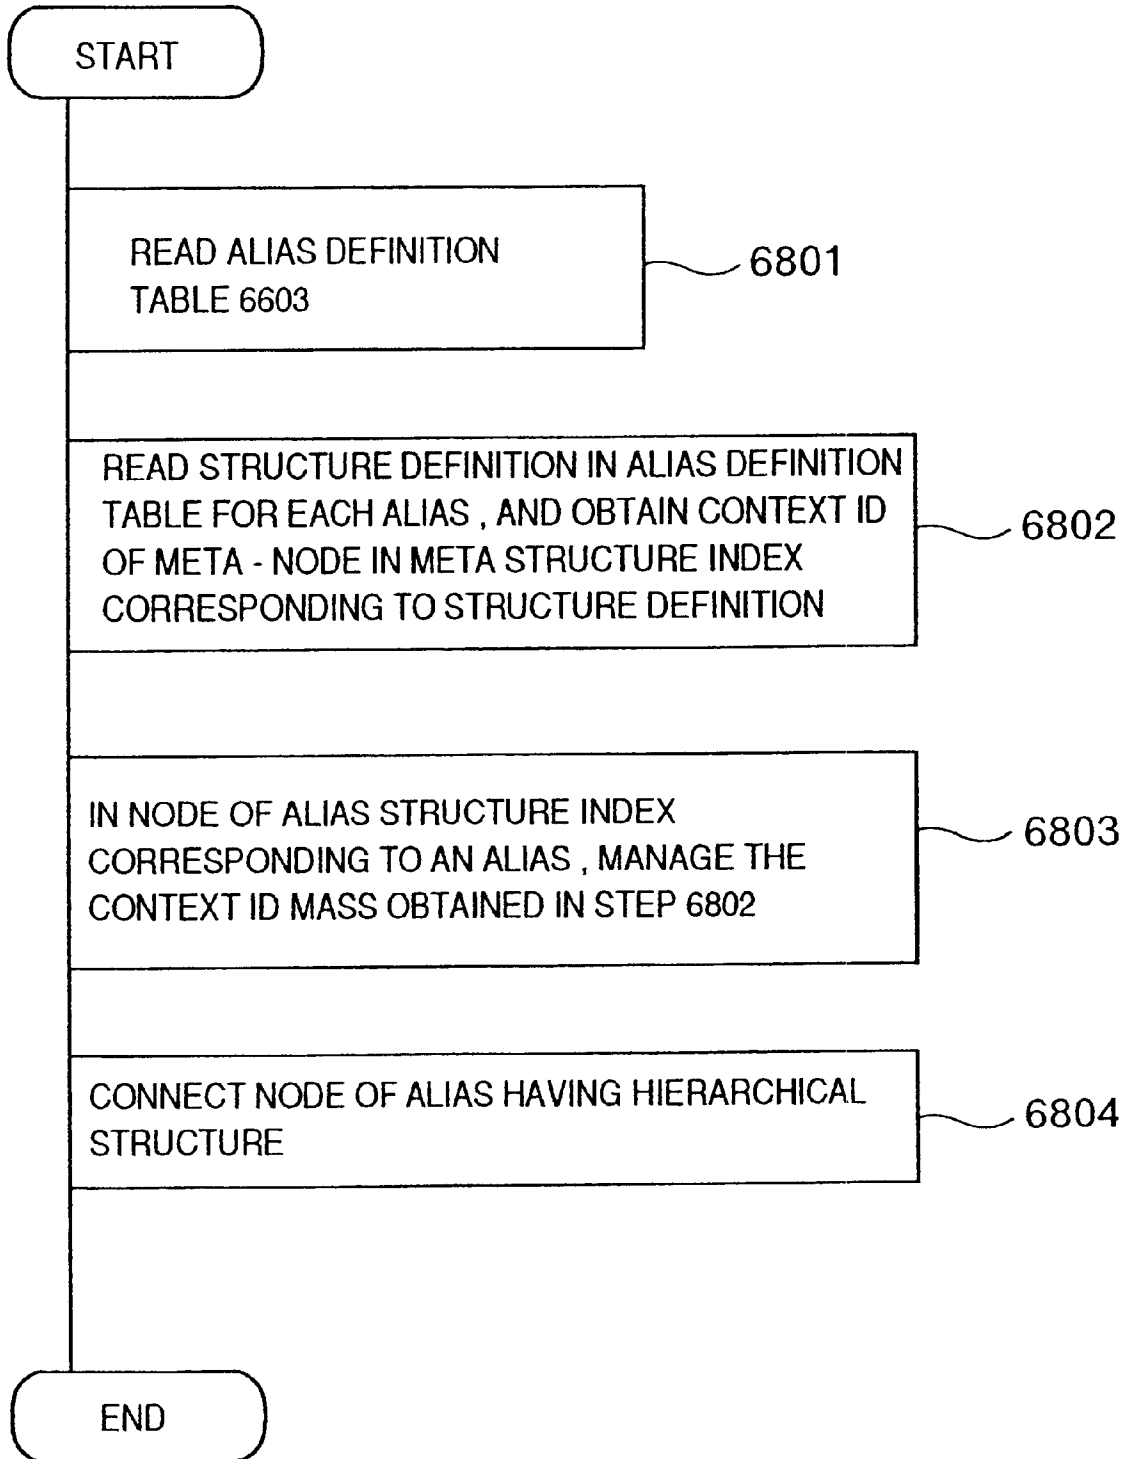 START
READ ALIAS DEFINITION
TABLE 6603
6801
READ STRUCTURE DEFINITION IN ALIAS DEFINITION
TABLE FOR EACH ALIAS , AND OBTAIN CONTEXT ID
OF META - NODE IN META STRUCTURE INDEX
CORRESPONDING TO STRUCTURE DEFINITION
6802
IN NODE OF ALIAS STRUCTURE INDEX
CORRESPONDING TO AN ALIAS , MANAGE THE
CONTEXT ID MASS OBTAINED IN STEP 6802
6803
CONNECT NODE OF ALIAS HAVING HIERARCHICAL
STRUCTURE
6804
END